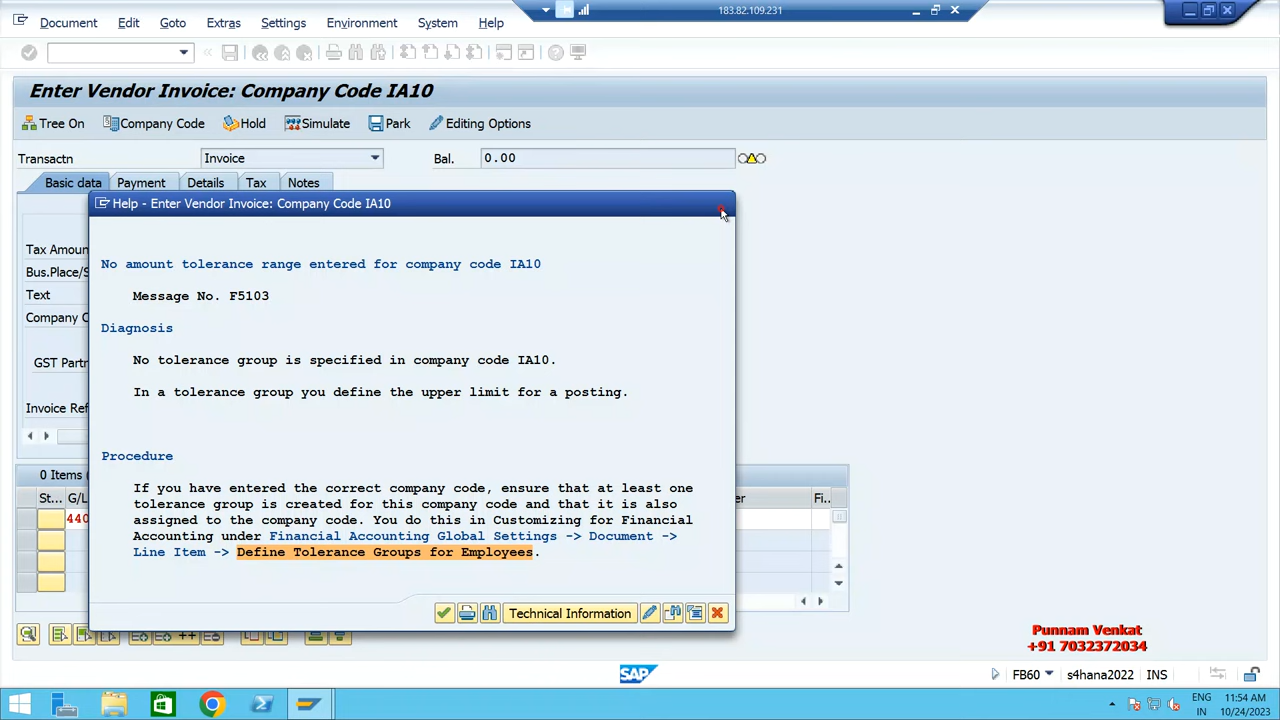 Document Edit Goto Extras Settings Environment System Help
183.82.109.231
Enter Vendor Invoice: Company Code IA10
Tree On Company Code Hold Simulate Park Editing Options
Transactn Invoice Bal. 0.00
Basic data Payment Details Tax Notes
Help - Enter Vendor Invoice: Company Code IA10
Tax Amoun
Bus.Place/S
Text
Company C
GST Partn
Invoice Ref
No amount tolerance range entered for company code IA10
Message No. F5103
Diagnosis
No tolerance group is specified in company code IA10.
In a tolerance group you define the upper limit for a posting.
Procedure
If you have entered the correct company code, ensure that at least one
tolerance group is created for this company code and that it is also
assigned to the company code. You do this in Customizing for Financial
Accounting under Financial Accounting Global Settings -> Document ->
Line Item -> Define Tolerance Groups for Employees.
Technical Information
0 Items (
St... G/L er Fi..
440
Punnam Venkat
+91 7032372034
SAP
FB60 s4hana2022 INS
ENG 11:54 AM
IN 10/24/2023